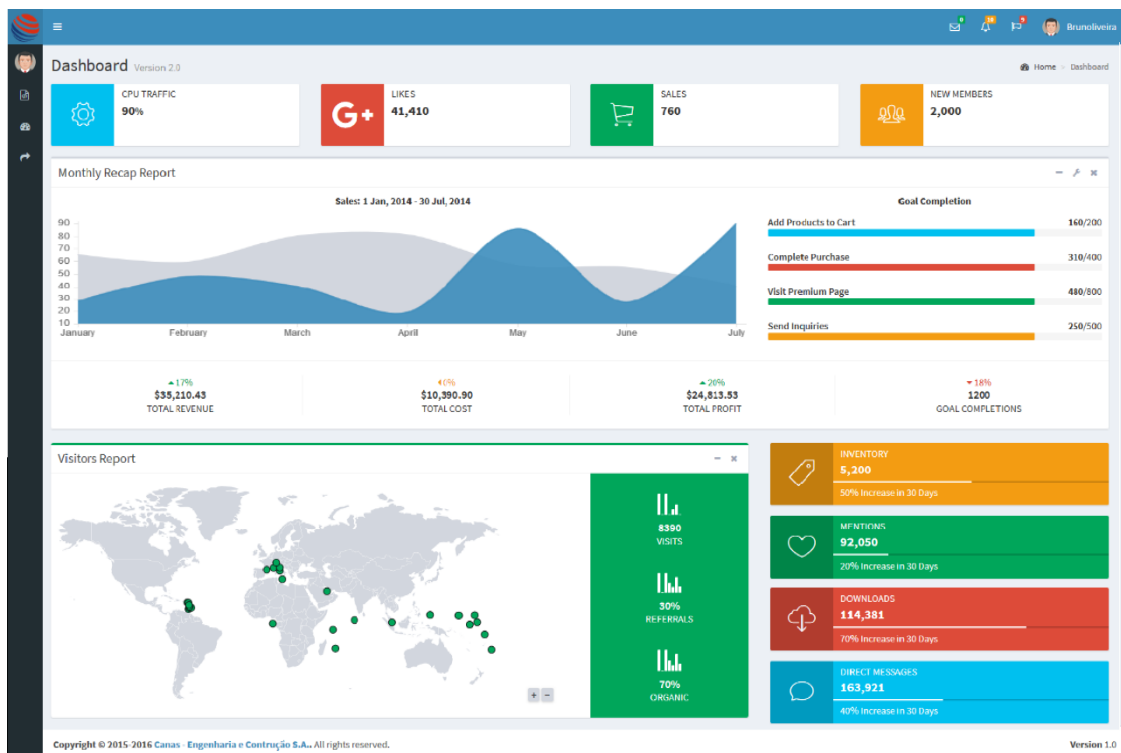 0
10
9
Brunoliveira
Dashboard Version 2.0
Home > Dashboard
CPU TRAFFIC
90%
G+
LIKES
41,410
SALES
760
NEW MEMBERS
2,000
Monthly Recap Report
Sales: 1 Jan, 2014 - 30 Jul, 2014
90
80
70
60
50
40
30
20
10
January February March April May June July
Goal Completion
Add Products to Cart 160/200
Complete Purchase 310/400
Visit Premium Page 480/800
Send Inquiries 250/500
17%
$35,210.43
TOTAL REVENUE
0%
$10,390.90
TOTAL COST
20%
$24,813.53
TOTAL PROFIT
18%
1200
GOAL COMPLETIONS
Visitors Report
+ −
8390
VISITS
30%
REFERRALS
70%
ORGANIC
INVENTORY
5,200
50% Increase in 30 Days
MENTIONS
92,050
20% Increase in 30 Days
DOWNLOADS
114,381
70% Increase in 30 Days
DIRECT MESSAGES
163,921
40% Increase in 30 Days
Copyright © 2015-2016 Canas - Engenharia e Contrução S.A.. All rights reserved.
Version 1.0